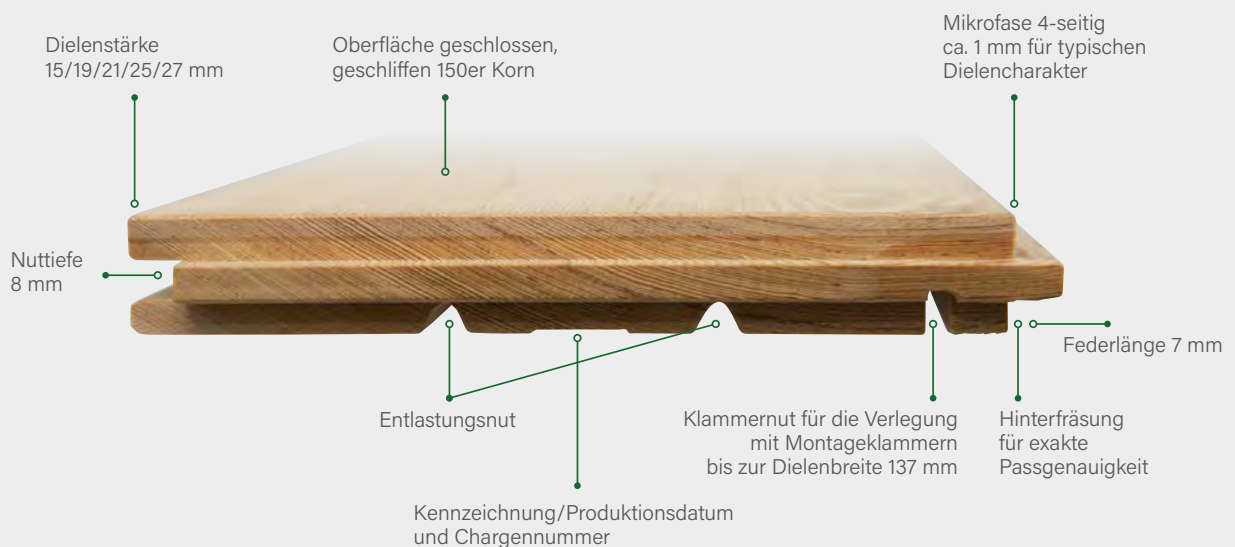 Dielenstärke
15/19/21/25/27 mm
Oberfläche geschlossen,
geschliffen 150er Korn
Mikrofase 4-seitig
ca. 1 mm für typischen
Dielencharakter
Nuttiefe
8 mm
Federlänge 7 mm
Entlastungsnut
Klammernut für die Verlegung
mit Montageklammern
bis zur Dielenbreite 137 mm
Hinterfräsung
für exakte
Passgenauigkeit
Kennzeichnung/Produktionsdatum
und Chargennummer